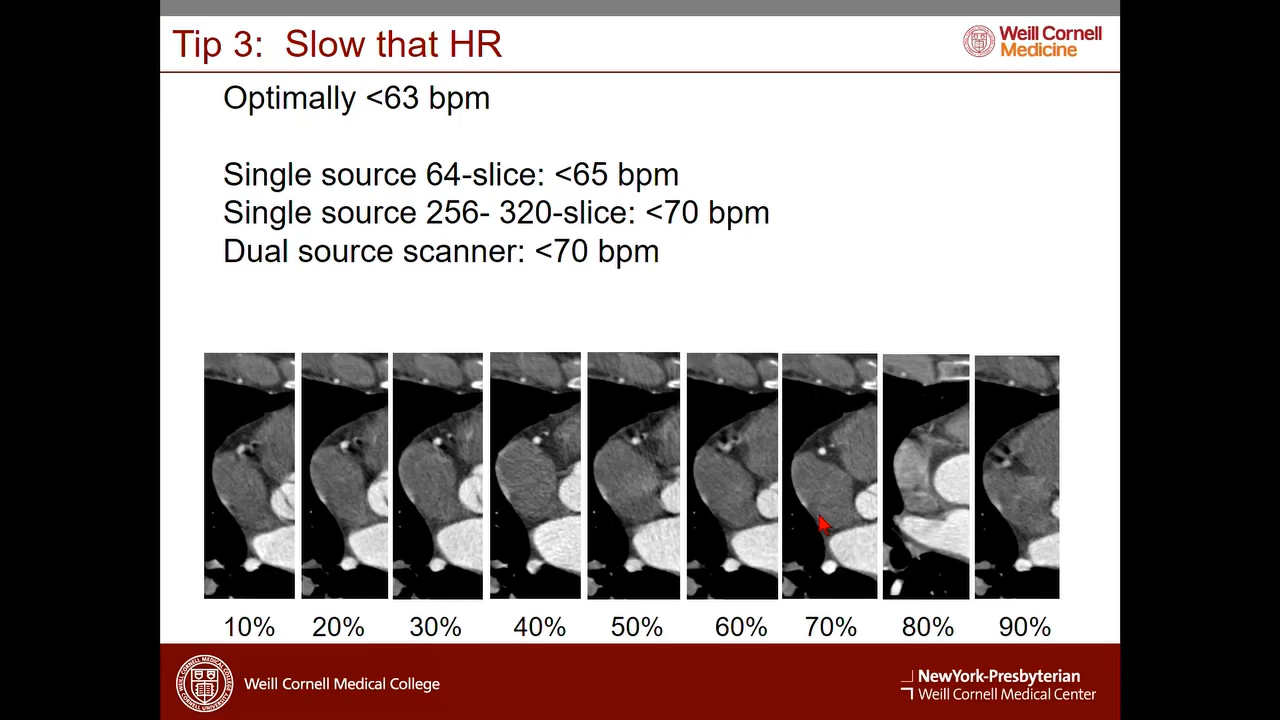 Tip 3: Slow that HR
Weill Cornell
Medicine
Optimally <63 bpm
Single source 64-slice: <65 bpm
Single source 256- 320-slice: <70 bpm
Dual source scanner: <70 bpm
10% 20% 30% 40% 50% 60% 70% 80% 90%
Weill Cornell Medical College
NewYork-Presbyterian
Weill Cornell Medical Center